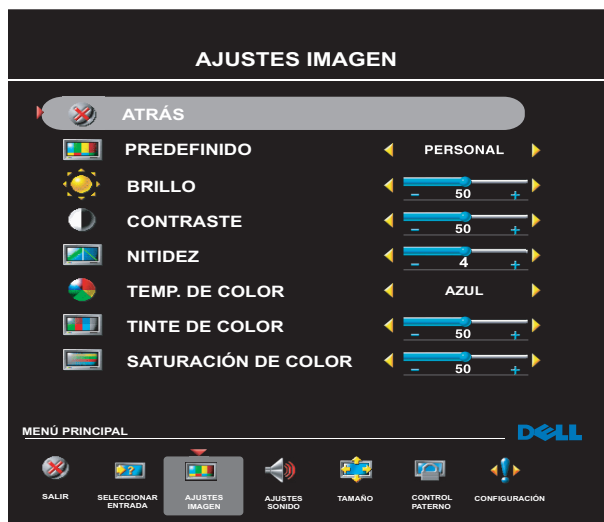 AJUSTES IMAGEN
ATRÁS
PREDEFINIDO PERSONAL
BRILLO - 50 +
CONTRASTE - 50 +
NITIDEZ - 4 +
TEMP. DE COLOR AZUL
TINTE DE COLOR - 50 +
SATURACIÓN DE COLOR - 50 +
MENÚ PRINCIPAL
DELL
SALIR
SELECCIONAR
ENTRADA
AJUSTES
IMAGEN
AJUSTES
SONIDO
TAMAÑO
CONTROL
PATERNO
CONFIGURACIÓN